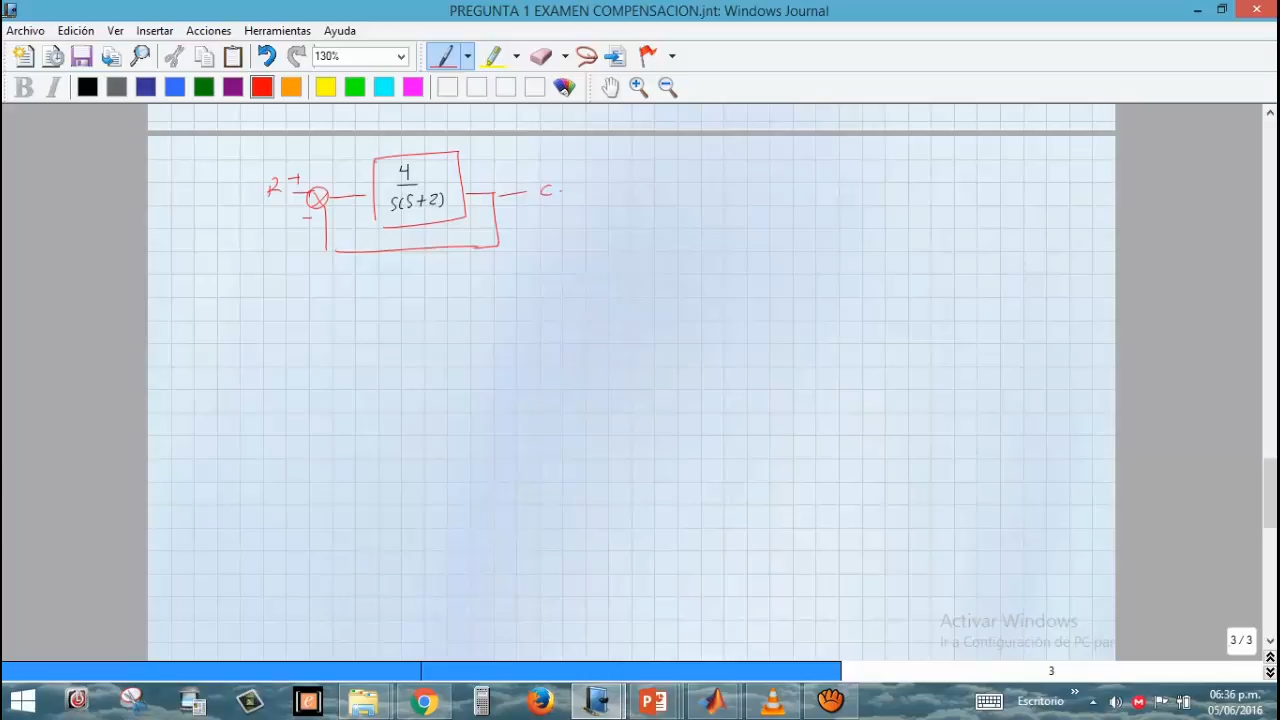 PREGUNTA 1 EXAMEN COMPENSACION.jnt: Windows Journal
Archivo Edición Ver Insertar Acciones Herramientas Ayuda
130%
B I
R + - 4 / s(s+2) C
Activar Windows
Ir a Configuración de PC par
3 / 3
3
Escritorio
06:36 p.m.
05/06/2016